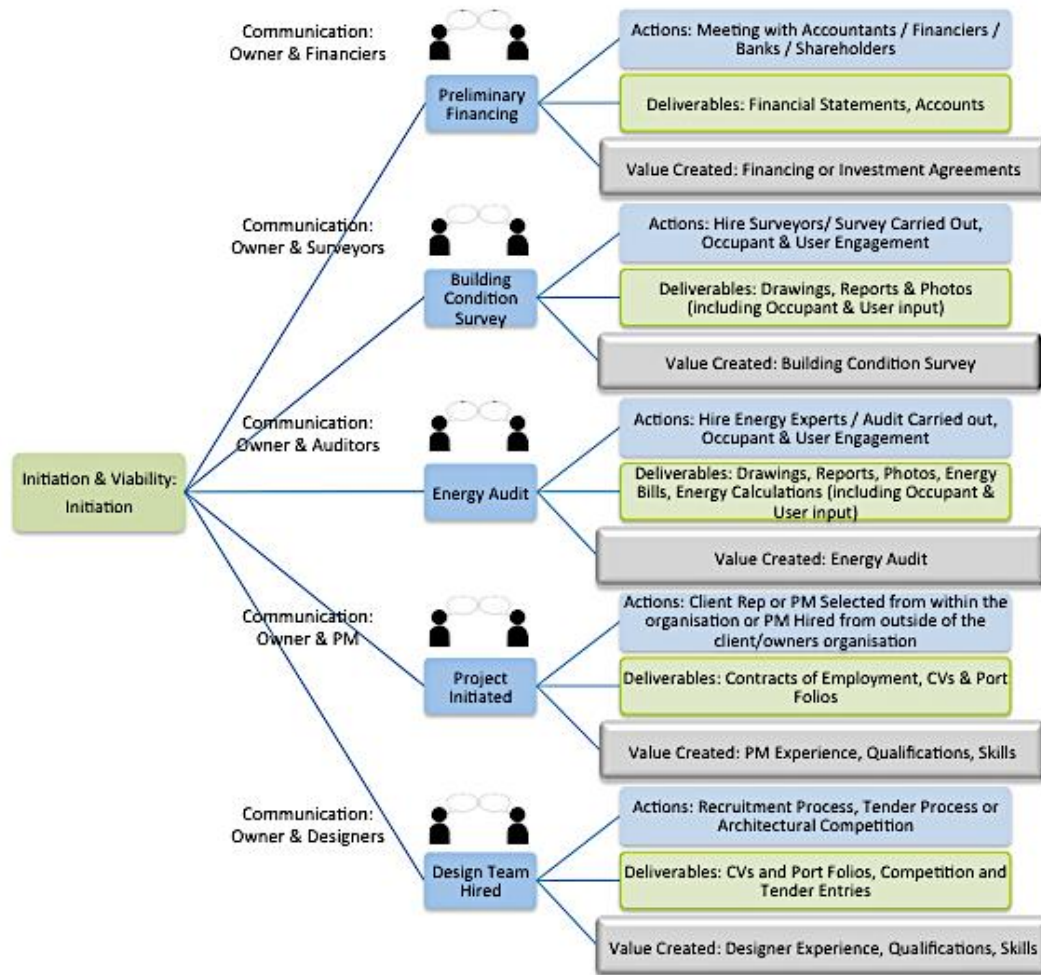 Communication:
Owner & Financiers
Preliminary
Financing
Actions: Meeting with Accountants / Financiers /
Banks / Shareholders
Deliverables: Financial Statements, Accounts
Value Created: Financing or Investment Agreements
Communication:
Owner & Surveyors
Building
Condition
Survey
Actions: Hire Surveyors/ Survey Carried Out,
Occupant & User Engagement
Deliverables: Drawings, Reports & Photos
(including Occupant & User input)
Value Created: Building Condition Survey
Initiation & Viability:
Initiation
Communication:
Owner & Auditors
Energy Audit
Actions: Hire Energy Experts / Audit Carried out,
Occupant & User Engagement
Deliverables: Drawings, Reports, Photos, Energy
Bills, Energy Calculations (including Occupant &
User input)
Value Created: Energy Audit
Communication:
Owner & PM
Project
Initiated
Actions: Client Rep or PM Selected from within the
organisation or PM Hired from outside of the
client/owners organisation
Deliverables: Contracts of Employment, CVs & Port
Folios
Value Created: PM Experience, Qualifications, Skills
Communication:
Owner & Designers
Design Team
Hired
Actions: Recruitment Process, Tender Process or
Architectural Competition
Deliverables: CVs and Port Folios, Competition and
Tender Entries
Value Created: Designer Experience, Qualifications, Skills